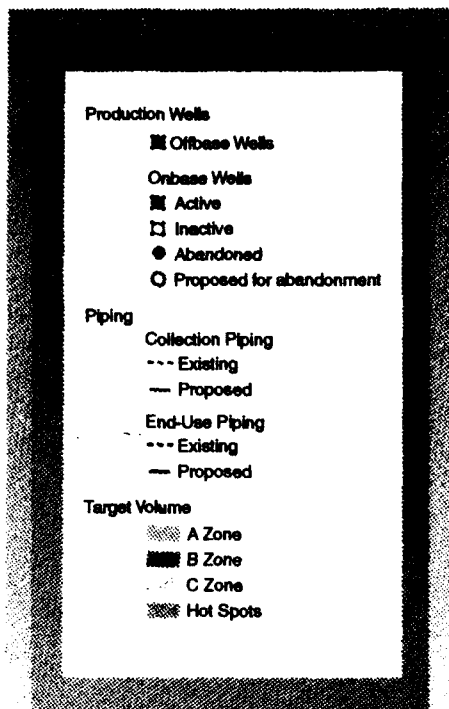 Production Wells
Offbase Wells
Onbase Wells
Active
Inactive
Abandoned
Proposed for abandonment
Piping
Collection Piping
Existing
Proposed
End-Use Piping
Existing
Proposed
Target Volume
A Zone
B Zone
C Zone
Hot Spots